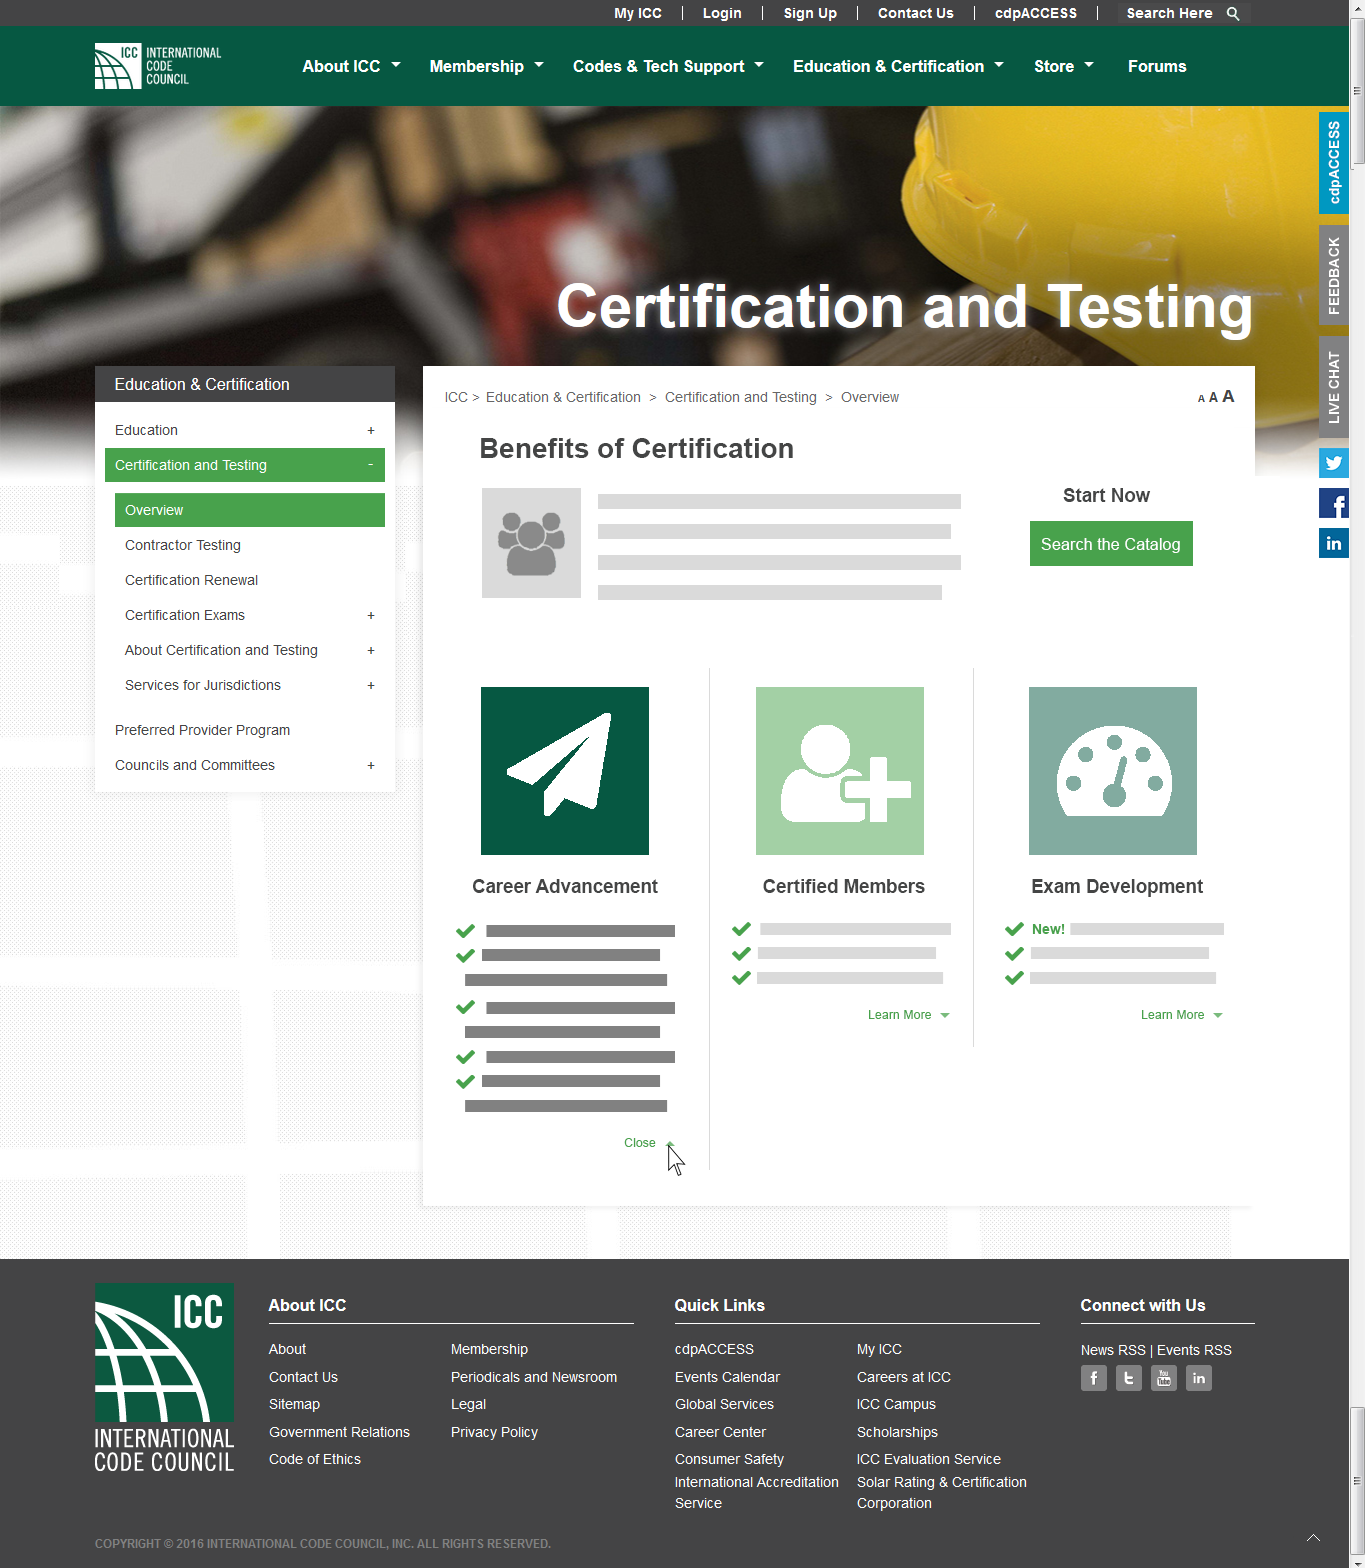 My ICC | Login | Sign Up | Contact Us | cdpACCESS | Search Here
ICC INTERNATIONAL
CODE
COUNCIL
About ICC Membership Codes & Tech Support Education & Certification Store Forums
cdpACCESS
FEEDBACK
LIVE CHAT
Certification and Testing
Education & Certification
Education +
Certification and Testing -
Overview
Contractor Testing
Certification Renewal
Certification Exams +
About Certification and Testing +
Services for Jurisdictions +
Preferred Provider Program
Councils and Committees +
ICC > Education & Certification > Certification and Testing > Overview
A A A
Benefits of Certification
Start Now
Search the Catalog
Career Advancement
Close
Certified Members
Learn More
Exam Development
New!
Learn More
ICC
INTERNATIONAL
CODE COUNCIL
About ICC
About
Contact Us
Sitemap
Government Relations
Code of Ethics
Membership
Periodicals and Newsroom
Legal
Privacy Policy
Quick Links
cdpACCESS
Events Calendar
Global Services
Career Center
Consumer Safety
International Accreditation
Service
My ICC
Careers at ICC
ICC Campus
Scholarships
ICC Evaluation Service
Solar Rating & Certification
Corporation
Connect with Us
News RSS | Events RSS
You
Tube
in
COPYRIGHT © 2016 INTERNATIONAL CODE COUNCIL, INC. ALL RIGHTS RESERVED.